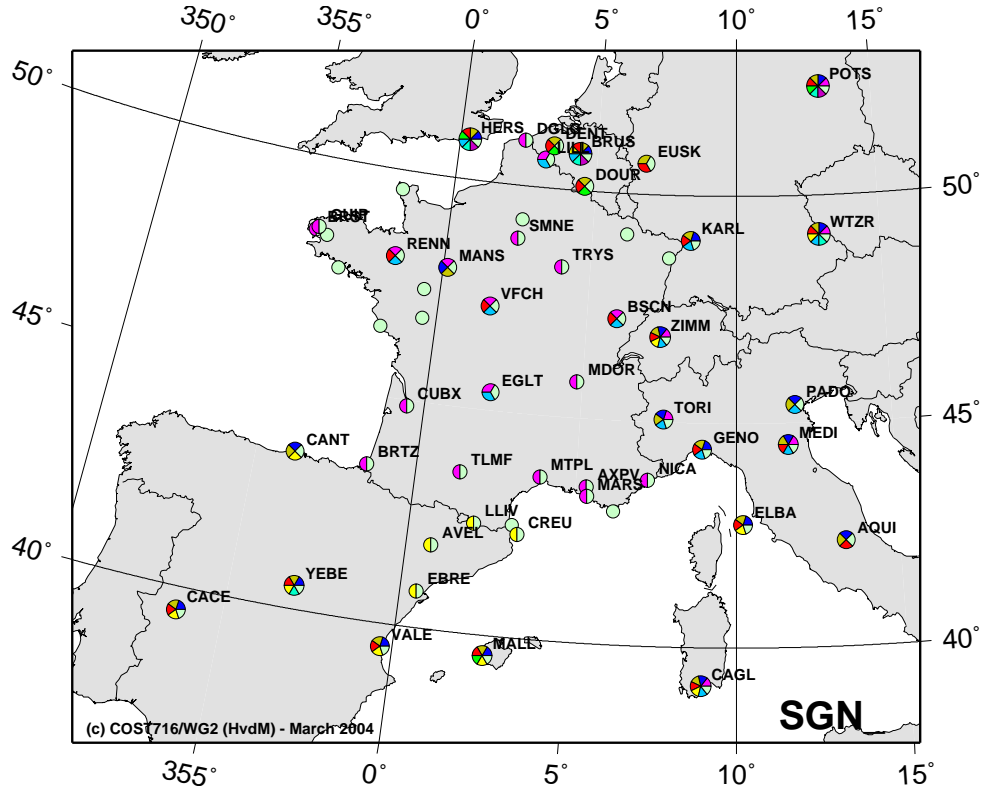 350° 355° 0° 5° 10° 15°
50°
POTS
HERS
DGLG
DENT
BRUS
EUSK
DOUR
50°
BRST
SMNE
KARL
WTZR
RENN
MANS
TRYS
VFCH
BSCN
ZIMM
45°
MDOR
EGLT
CUBX
PADO
TORI
45°
CANT
BRTZ
GENO
MEDI
TLMF
MTPL
AXPV
NICA
MARS
LLIV
CREU
ELBA
AVEL
AQUI
40°
YEBE
EBRE
CACE
VALE
MALL
40°
CAGL
SGN
(c) COST716/WG2 (HvdM) - March 2004
355° 0° 5° 10° 15°